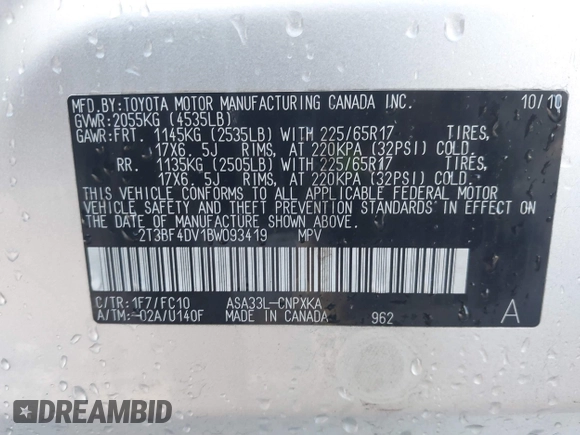 MFD.BY:TOYOTA MOTOR MANUFACTURING CANADA INC. 10/10
GVWR:2055KG (4535LB)
GAWR:FRT. 1145KG (2535LB) WITH 225/65R17 TIRES,
17X6. 5J RIMS, AT 220KPA (32PSI) COLD.
RR. 1135KG (2505LB) WITH 225/65R17 TIRES,
17X6. 5J RIMS, AT 220KPA (32PSI) COLD.
THIS VEHICLE CONFORMS TO ALL APPLICABLE FEDERAL MOTOR
VEHICLE SAFETY AND THEFT PREVENTION STANDARDS IN EFFECT ON
THE DATE OF MANUFACTURE SHOWN ABOVE.
2T3BF4DV1BW093419 MPV
C/TR:1F7/FC10 ASA33L-CNPXKA
A/TM:-02A/U140F MADE IN CANADA 962 A
DREAMBID